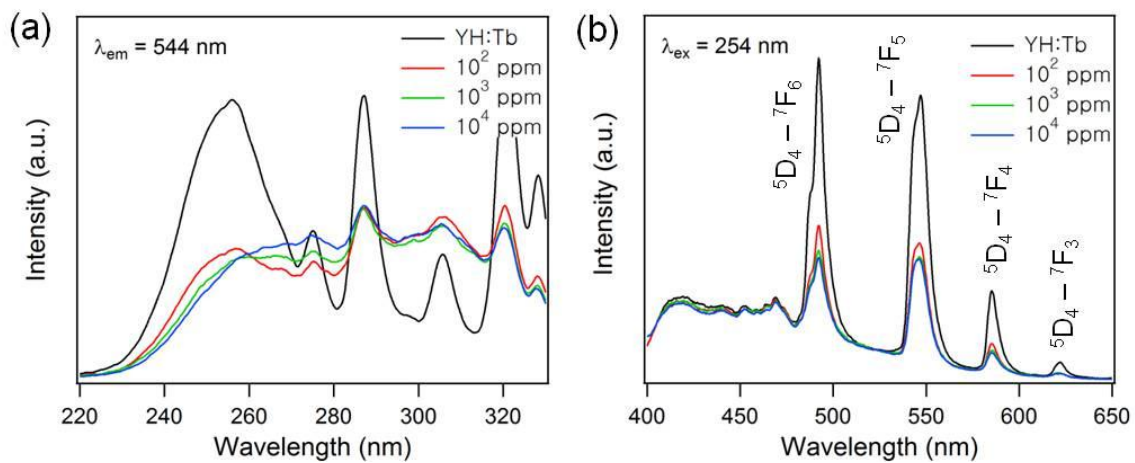 (a)
λem = 544 nm
YH:Tb
10² ppm
10³ ppm
10⁴ ppm
Intensity (a.u.)
220 240 260 280 300 320
Wavelength (nm)
(b)
λex = 254 nm
YH:Tb
10² ppm
10³ ppm
10⁴ ppm
⁵D₄ – ⁷F₆
⁵D₄ – ⁷F₅
⁵D₄ – ⁷F₄
⁵D₄ – ⁷F₃
Intensity (a.u.)
400 450 500 550 600 650
Wavelength (nm)